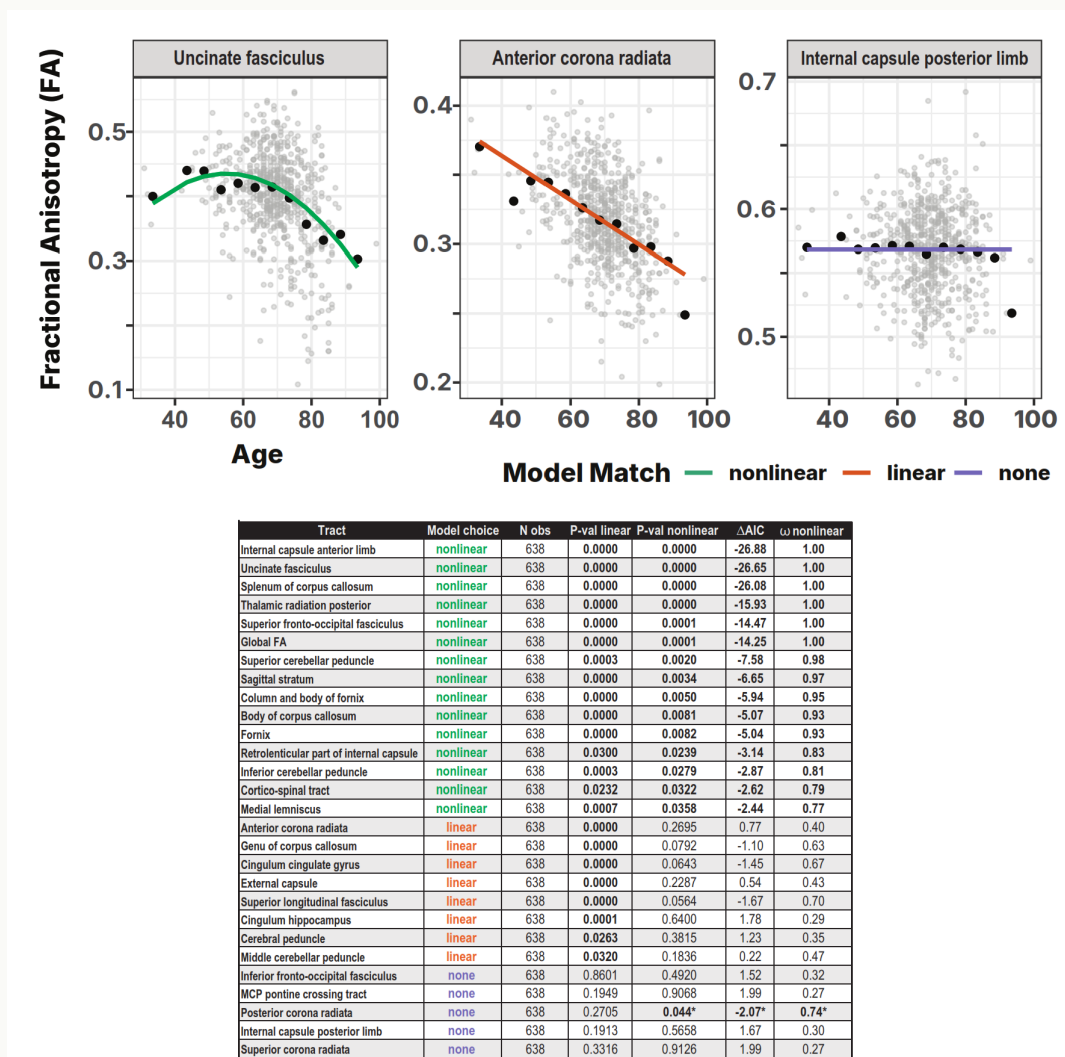 Fractional Anisotropy (FA)
Uncinate fasciculus
0.5
0.3
0.1
40 60 80 100
Age
Anterior corona radiata
0.4
0.3
0.2
40 60 80 100
Internal capsule posterior limb
0.7
0.6
0.5
40 60 80 100
Model Match nonlinear linear none
Tract Model choice N obs P-val linear P-val nonlinear ΔAIC ω nonlinear
Internal capsule anterior limb nonlinear 638 0.0000 0.0000 -26.88 1.00
Uncinate fasciculus nonlinear 638 0.0000 0.0000 -26.65 1.00
Splenum of corpus callosum nonlinear 638 0.0000 0.0000 -26.08 1.00
Thalamic radiation posterior nonlinear 638 0.0000 0.0000 -15.93 1.00
Superior fronto-occipital fasciculus nonlinear 638 0.0000 0.0001 -14.47 1.00
Global FA nonlinear 638 0.0000 0.0001 -14.25 1.00
Superior cerebellar peduncle nonlinear 638 0.0003 0.0020 -7.58 0.98
Sagittal stratum nonlinear 638 0.0000 0.0034 -6.65 0.97
Column and body of fornix nonlinear 638 0.0000 0.0050 -5.94 0.95
Body of corpus callosum nonlinear 638 0.0000 0.0081 -5.07 0.93
Fornix nonlinear 638 0.0000 0.0082 -5.04 0.93
Retrolenticular part of internal capsule nonlinear 638 0.0300 0.0239 -3.14 0.83
Inferior cerebellar peduncle nonlinear 638 0.0003 0.0279 -2.87 0.81
Cortico-spinal tract nonlinear 638 0.0232 0.0322 -2.62 0.79
Medial lemniscus nonlinear 638 0.0007 0.0358 -2.44 0.77
Anterior corona radiata linear 638 0.0000 0.2695 0.77 0.40
Genu of corpus callosum linear 638 0.0000 0.0792 -1.10 0.63
Cingulum cingulate gyrus linear 638 0.0000 0.0643 -1.45 0.67
External capsule linear 638 0.0000 0.2287 0.54 0.43
Superior longitudinal fasciculus linear 638 0.0000 0.0564 -1.67 0.70
Cingulum hippocampus linear 638 0.0001 0.6400 1.78 0.29
Cerebral peduncle linear 638 0.0263 0.3815 1.23 0.35
Middle cerebellar peduncle linear 638 0.0320 0.1836 0.22 0.47
Inferior fronto-occipital fasciculus none 638 0.8601 0.4920 1.52 0.32
MCP pontine crossing tract none 638 0.1949 0.9068 1.99 0.27
Posterior corona radiata none 638 0.2705 0.044* -2.07* 0.74*
Internal capsule posterior limb none 638 0.1913 0.5658 1.67 0.30
Superior corona radiata none 638 0.3316 0.9126 1.99 0.27